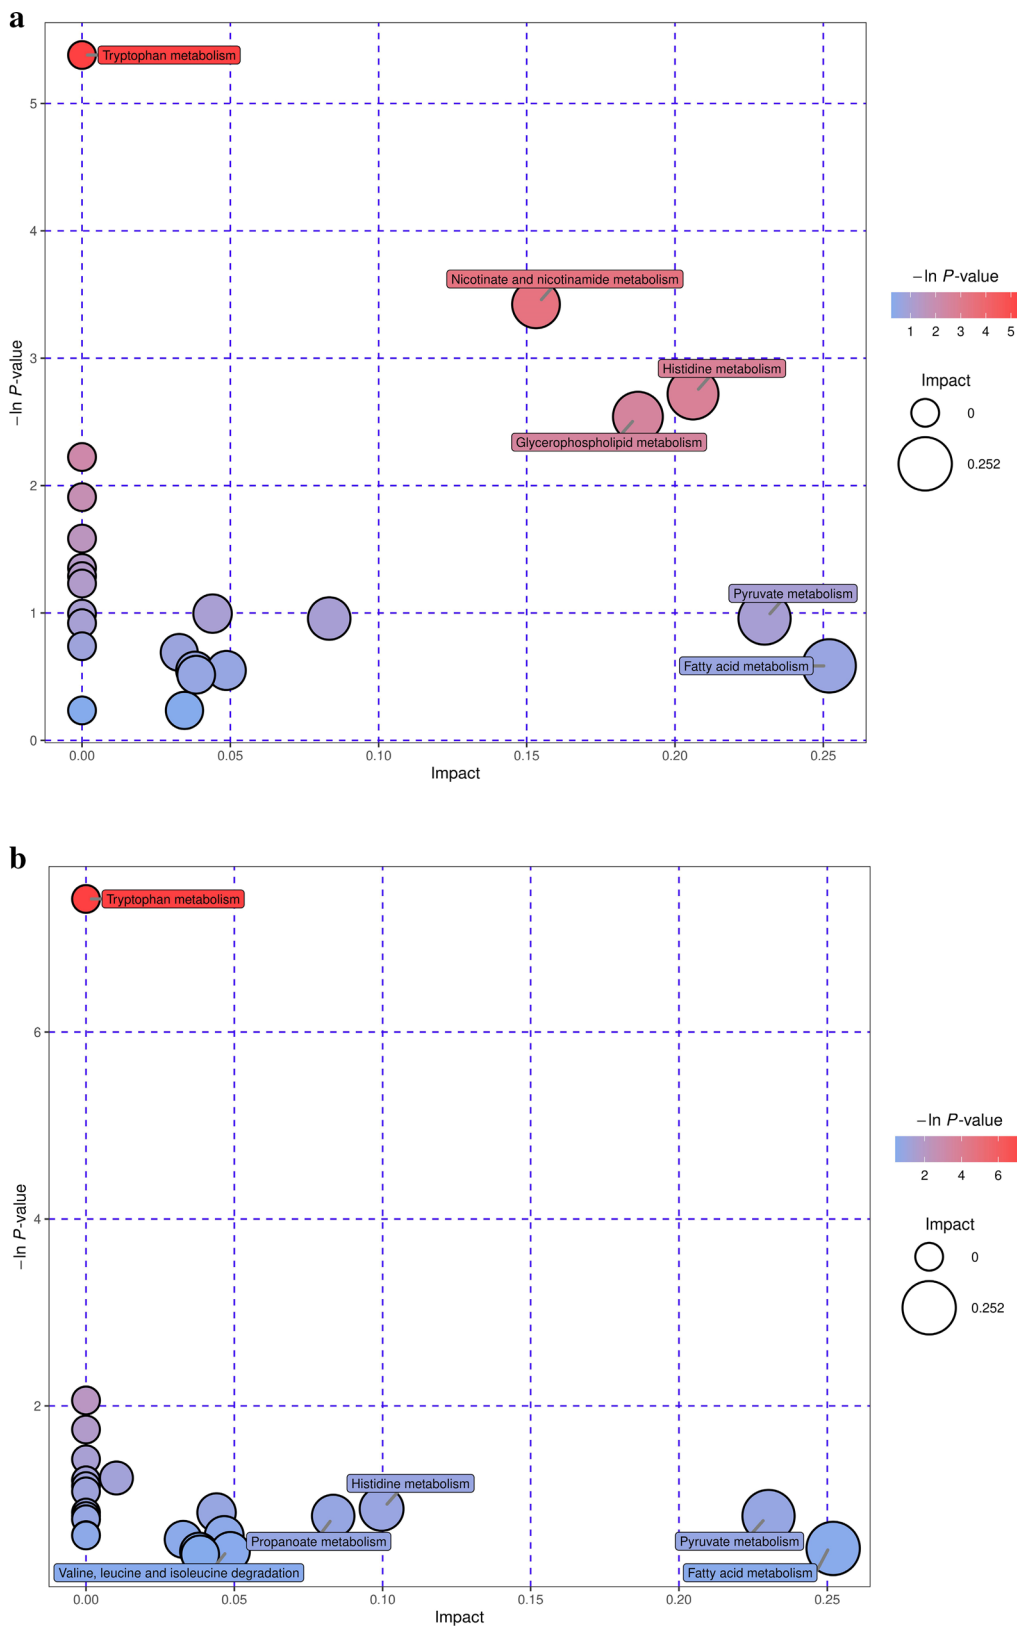 a
Tryptophan metabolism
Nicotinate and nicotinamide metabolism
Histidine metabolism
Glycerophospholipid metabolism
Pyruvate metabolism
Fatty acid metabolism
5
4
3
2
1
0
−ln P-value
0.00 0.05 0.10 0.15 0.20 0.25
Impact
−ln P-value
1 2 3 4 5
Impact
0
0.252
b
Tryptophan metabolism
Histidine metabolism
Propanoate metabolism
Pyruvate metabolism
Valine, leucine and isoleucine degradation
Fatty acid metabolism
6
4
2
−ln P-value
0.00 0.05 0.10 0.15 0.20 0.25
Impact
−ln P-value
2 4 6
Impact
0
0.252